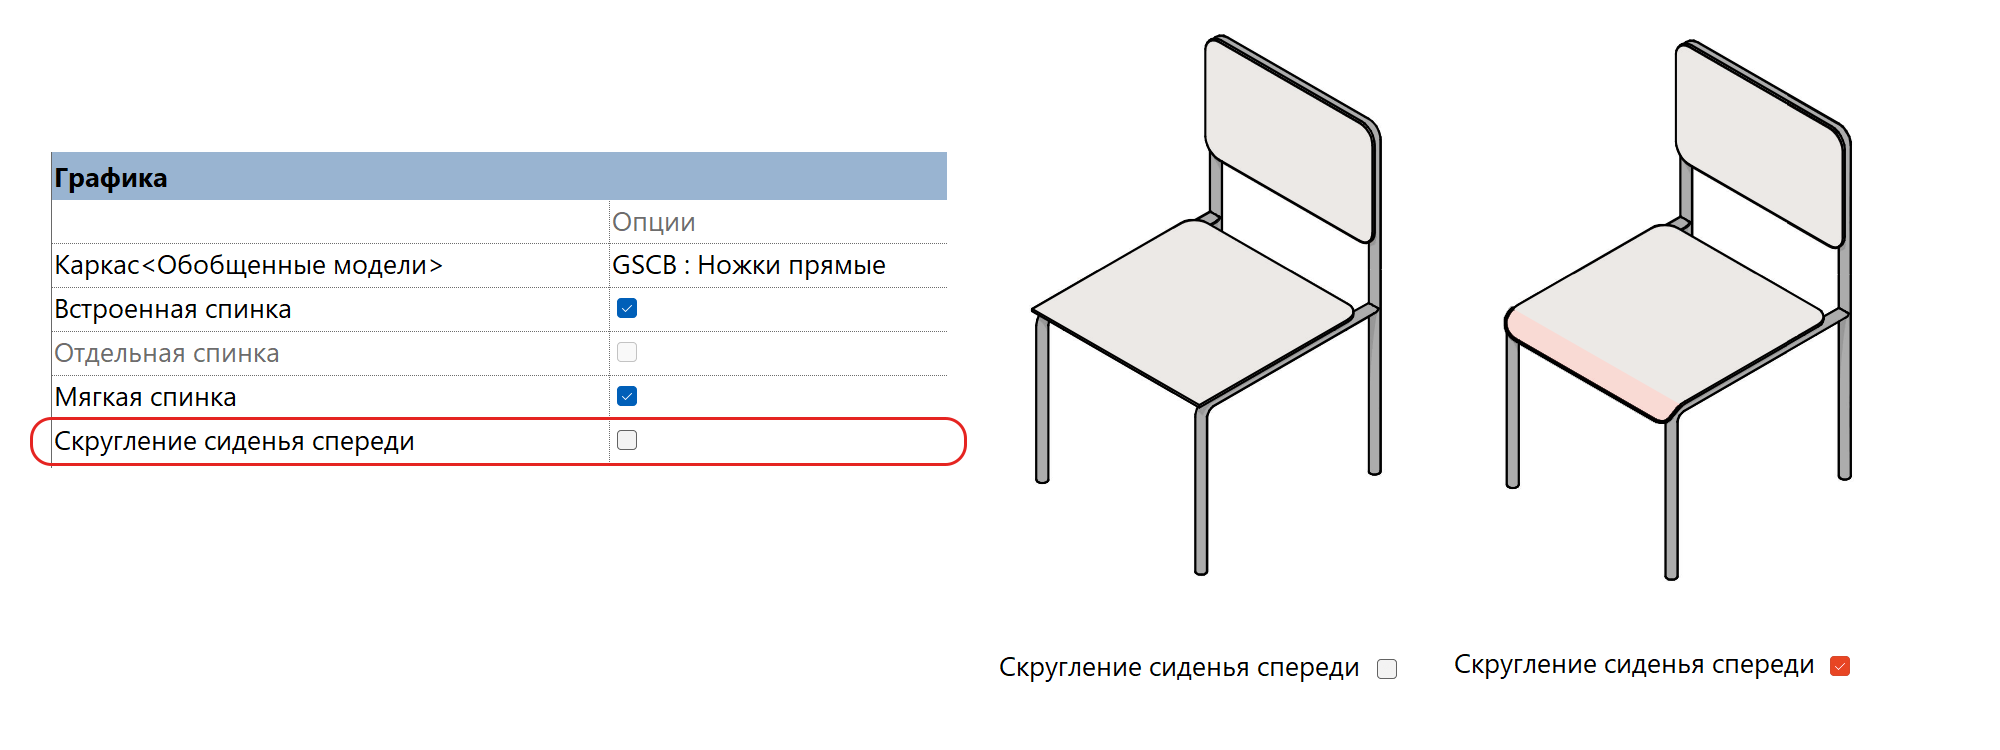 Графика
Опции
Каркас<Обобщенные модели> GSCB : Ножки прямые
Встроенная спинка
Отдельная спинка
Мягкая спинка
Скругление сиденья спереди
Скругление сиденья спереди
Скругление сиденья спереди